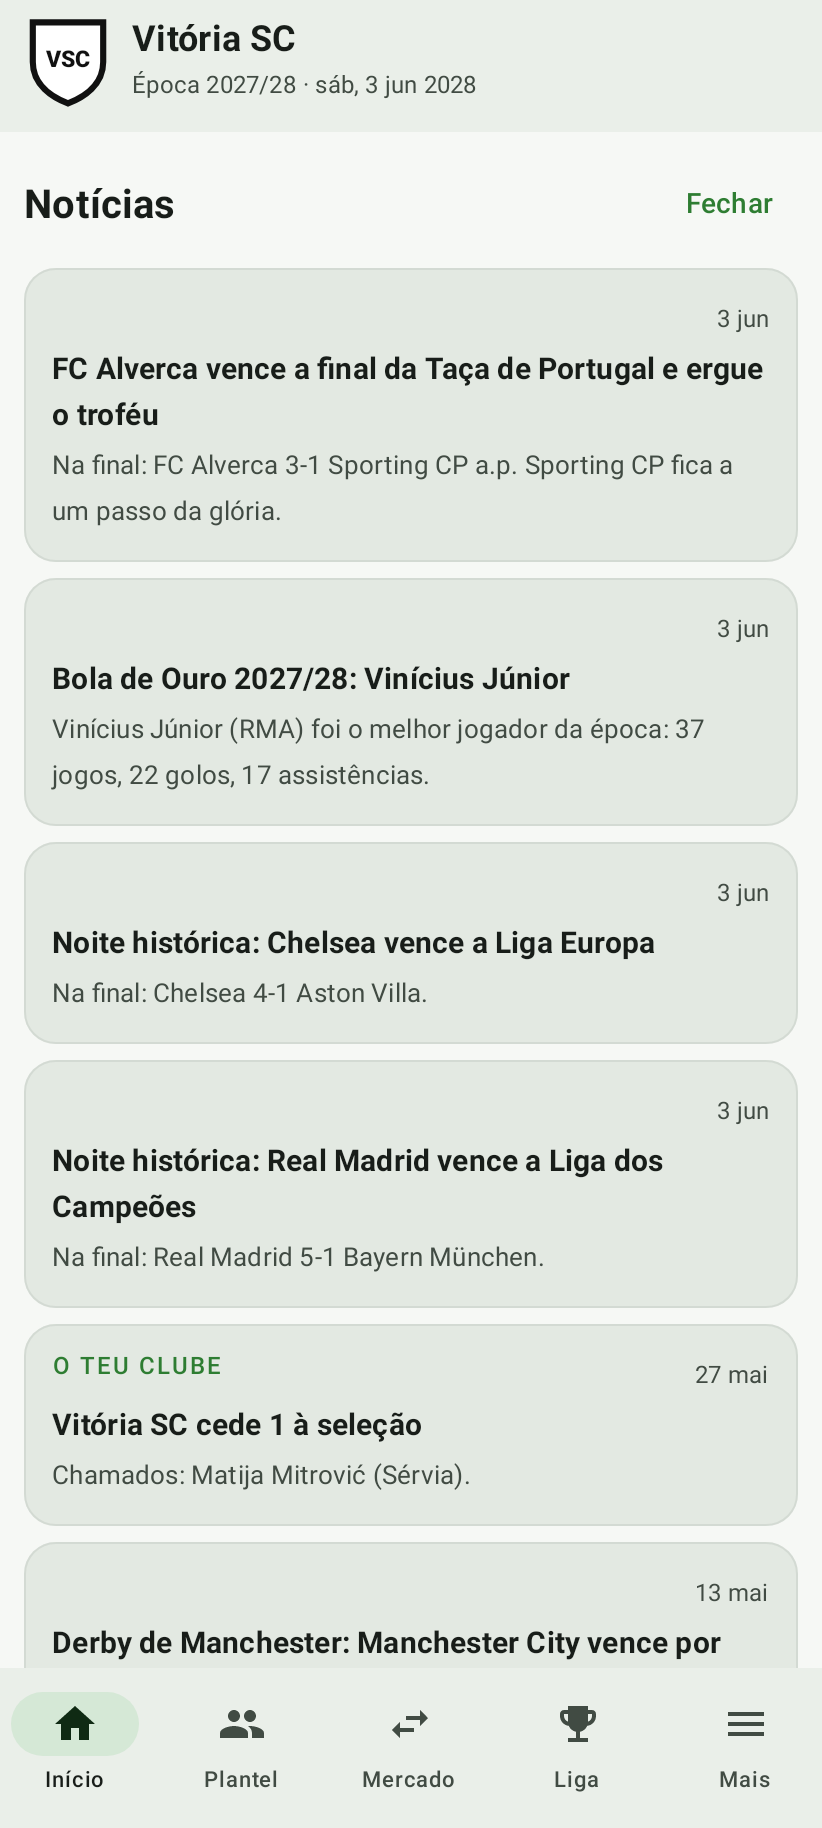 VSC
Vitória SC
Época 2027/28 · sáb, 3 jun 2028
Notícias
Fechar
3 jun
FC Alverca vence a final da Taça de Portugal e ergue
o troféu
Na final: FC Alverca 3-1 Sporting CP a.p. Sporting CP fica a
um passo da glória.
3 jun
Bola de Ouro 2027/28: Vinícius Júnior
Vinícius Júnior (RMA) foi o melhor jogador da época: 37
jogos, 22 golos, 17 assistências.
3 jun
Noite histórica: Chelsea vence a Liga Europa
Na final: Chelsea 4-1 Aston Villa.
3 jun
Noite histórica: Real Madrid vence a Liga dos
Campeões
Na final: Real Madrid 5-1 Bayern München.
O TEU CLUBE
27 mai
Vitória SC cede 1 à seleção
Chamados: Matija Mitrović (Sérvia).
13 mai
Derby de Manchester: Manchester City vence por
Início
Plantel
Mercado
Liga
Mais